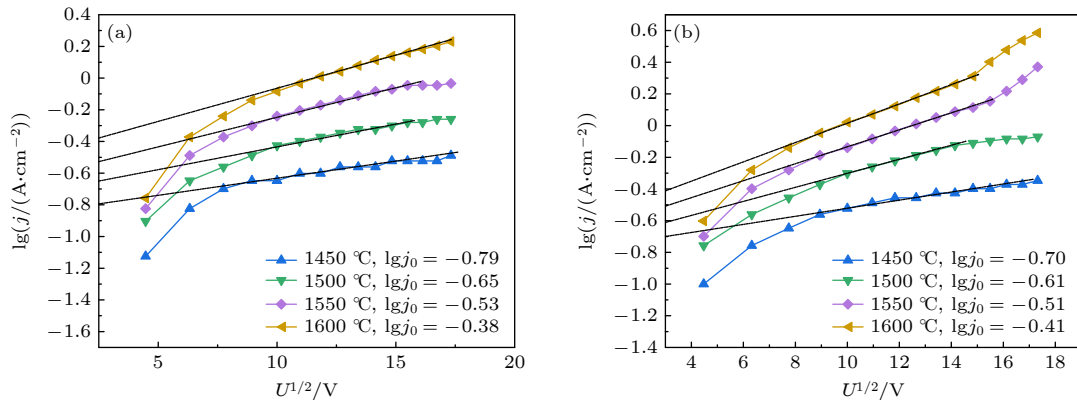 (a)
0.4
0.2
0
−0.2
−0.4
−0.6
−0.8
−1.0
−1.2
−1.4
−1.6
lg(j/(A·cm⁻²))
1450 ℃, lgj₀ = −0.79
1500 ℃, lgj₀ = −0.65
1550 ℃, lgj₀ = −0.53
1600 ℃, lgj₀ = −0.38
5 10 15 20
U^{1/2}/V
(b)
0.6
0.4
0.2
0
−0.2
−0.4
−0.6
−0.8
−1.0
−1.4
lg(j/(A·cm⁻²))
1450 ℃, lgj₀ = −0.70
1500 ℃, lgj₀ = −0.61
1550 ℃, lgj₀ = −0.51
1600 ℃, lgj₀ = −0.41
4 6 8 10 12 14 16 18
U^{1/2}/V